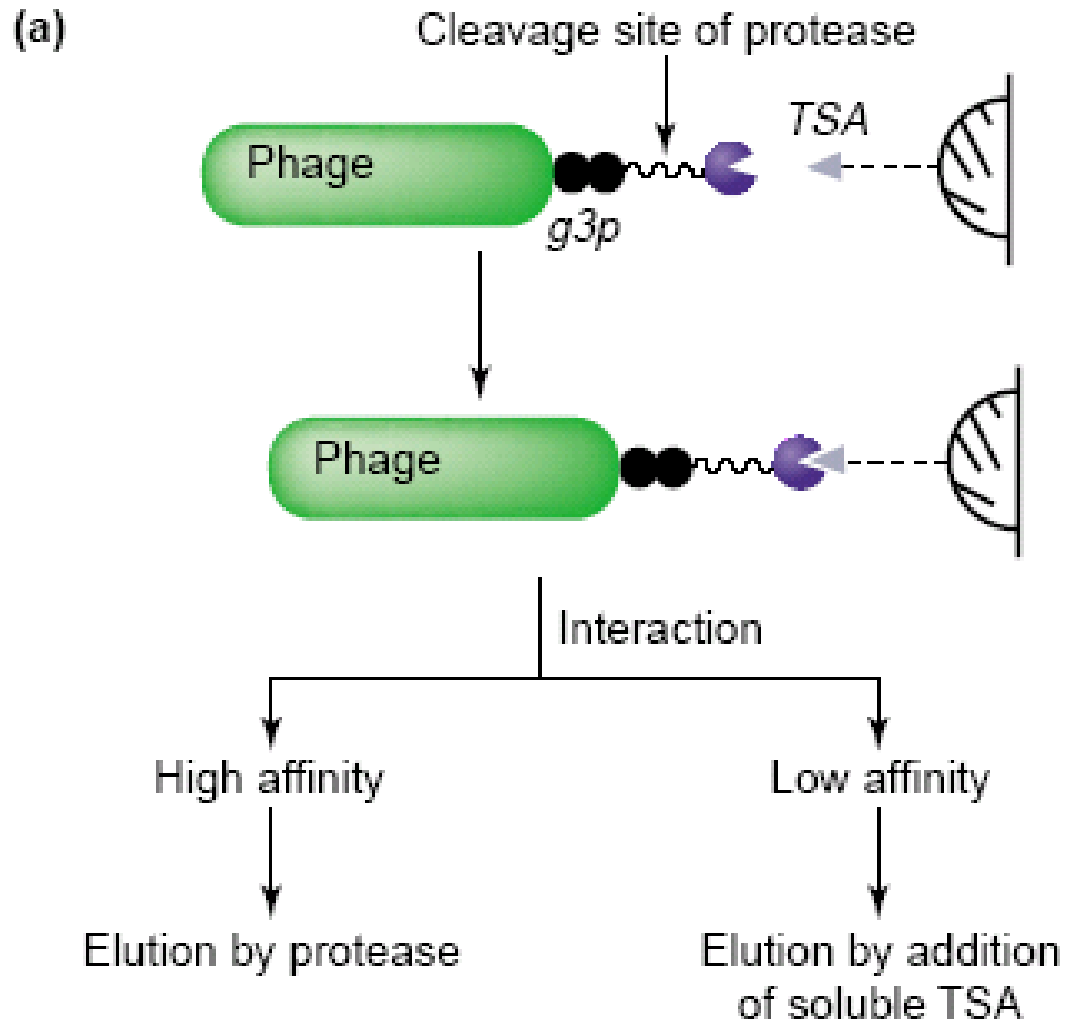 (a)
Cleavage site of protease
TSA
Phage
g3p
Phage
Interaction
High affinity
Low affinity
Elution by protease
Elution by addition
of soluble TSA